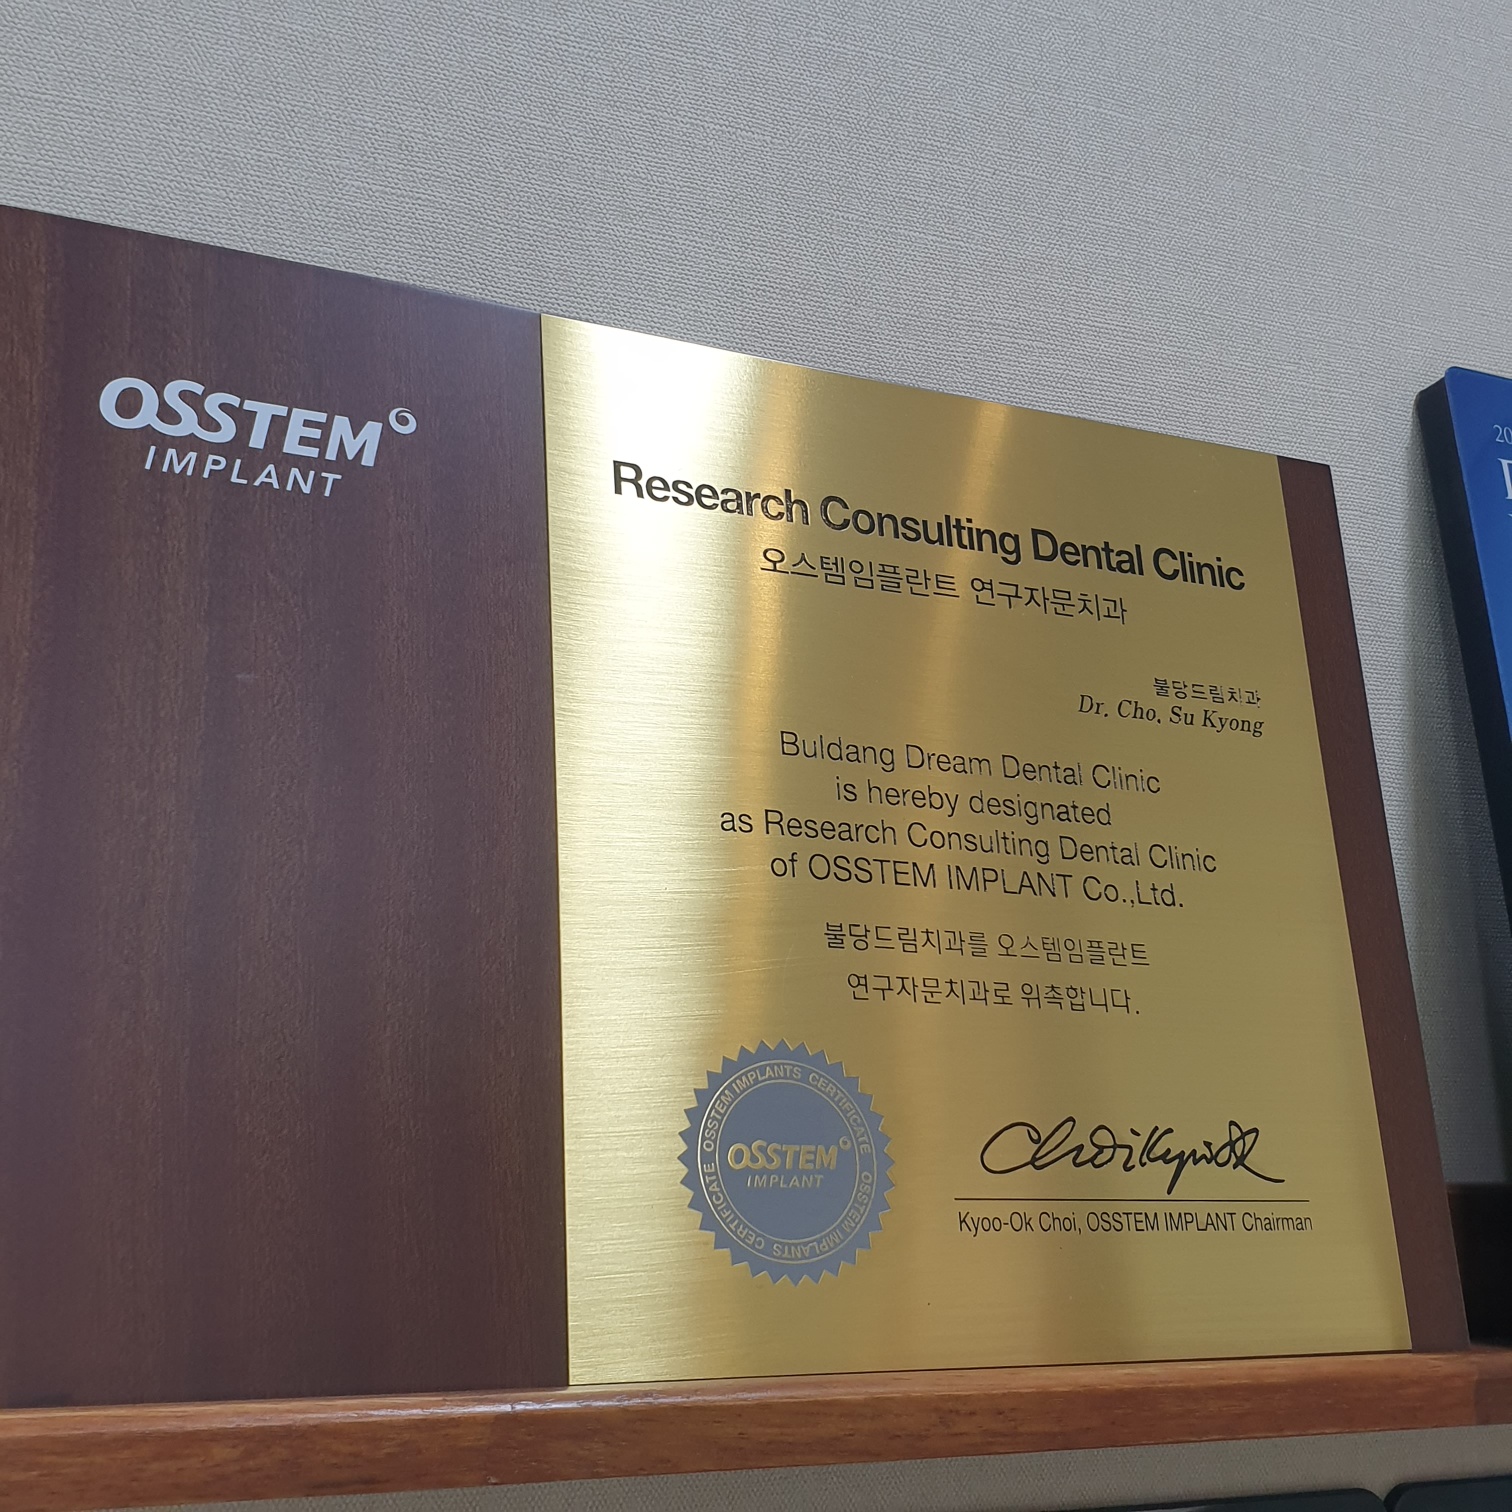 OSSTEM
IMPLANT
Research Consulting Dental Clinic
오스템임플란트 연구자문치과
불당드림치과
Dr. Cho, Su Kyong
Buldang Dream Dental Clinic
is hereby designated
as Research Consulting Dental Clinic
of OSSTEM IMPLANT Co.,Ltd.
불당드림치과를 오스템임플란트
연구자문치과로 위촉합니다.
OSSTEM IMPLANTS CERTIFICATE OSSTEM IMPLANTS CERTIFICATE
OSSTEM
IMPLANT
Kyoo-Ok Choi, OSSTEM IMPLANT Chairman